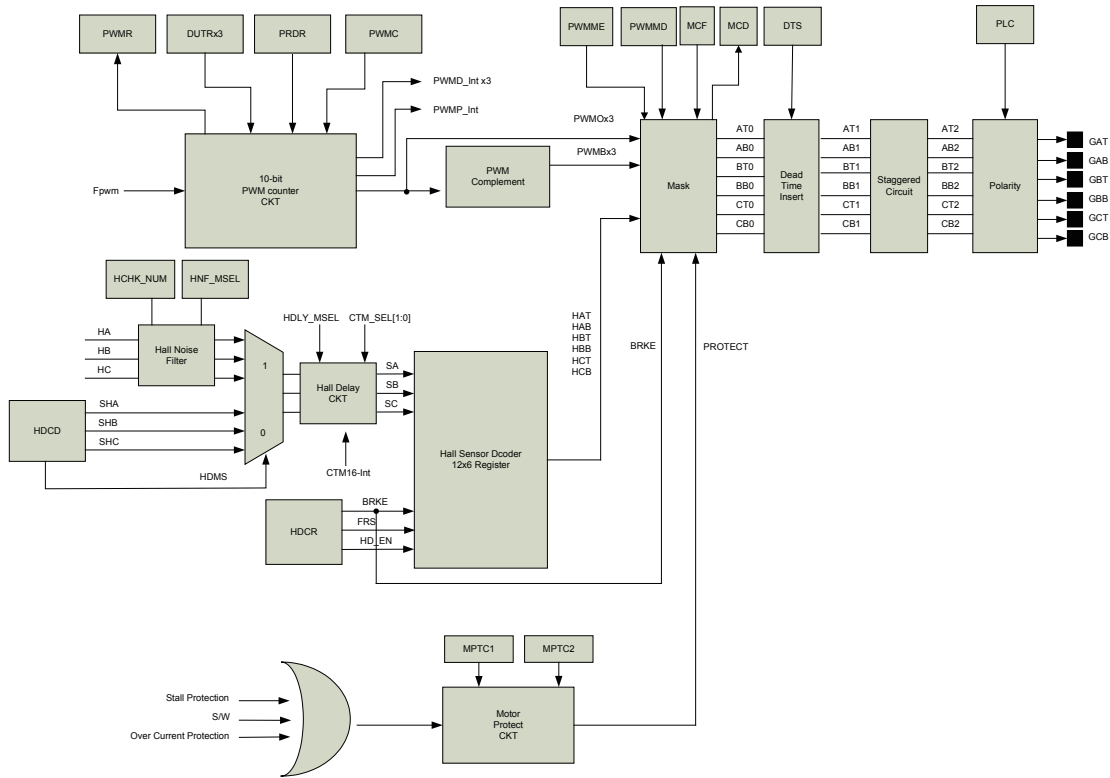 PWMR
DUTRx3
PRDR
PWMC
PWMME
PWMMD
MCF
MCD
DTS
PLC
PWMD_Int x3
PWMP_Int
PWMOx3
PWMBx3
Fpwm
10-bit
PWM counter
CKT
PWM
Complement
Mask
AT0
AB0
BT0
BB0
CT0
CB0
Dead
Time
Insert
AT1
AB1
BT1
BB1
CT1
CB1
Staggered
Circuit
AT2
AB2
BT2
BB2
CT2
CB2
Polarity
GAT
GAB
GBT
GBB
GCT
GCB
HCHK_NUM
HNF_MSEL
HA
HB
HC
Hall Noise
Filter
HDLY_MSEL
CTM_SEL[1:0]
1
0
Hall Delay
CKT
SA
SB
SC
HDCD
SHA
SHB
SHC
HDMS
CTM16-Int
Hall Sensor Dcoder
12x6 Register
HAT
HAB
HBT
HBB
HCT
HCB
BRKE
PROTECT
HDCR
BRKE
FRS
HD_EN
MPTC1
MPTC2
Stall Protection
S/W
Over Current Protection
Motor
Protect
CKT